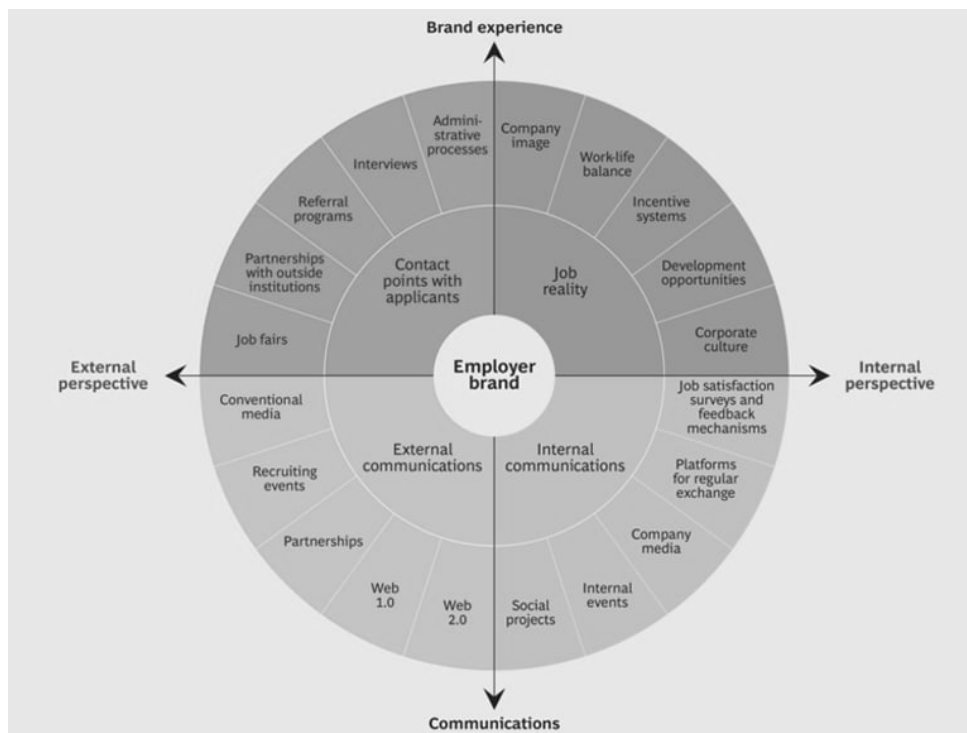 Brand experience
Admini-
strative
processes
Company
image
Interviews
Work-life
balance
Referral
programs
Incentive
systems
Partnerships
with outside
institutions
Contact
points with
applicants
Job
reality
Development
opportunities
Job fairs
Corporate
culture
External
perspective
Employer
brand
Internal
perspective
Conventional
media
Job satisfaction
surveys and
feedback
mechanisms
External
communications
Internal
communications
Recruiting
events
Platforms
for regular
exchange
Partnerships
Company
media
Web
1.0
Web
2.0
Social
projects
Internal
events
Communications